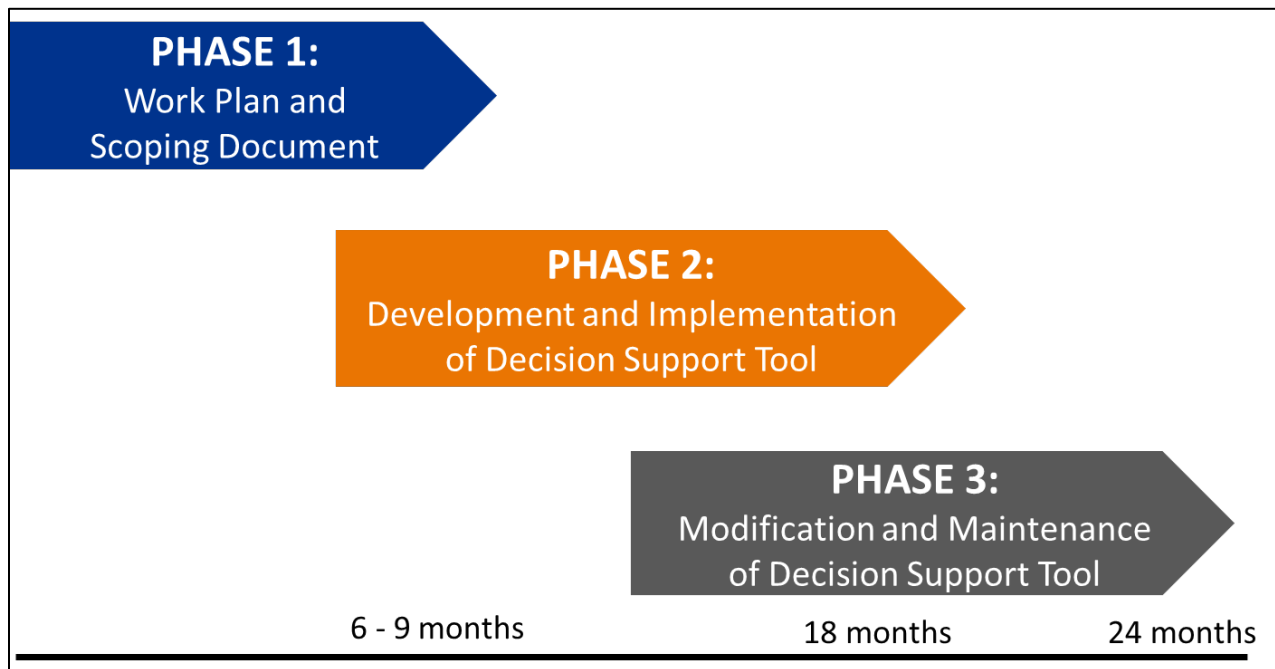 PHASE 1:
Work Plan and
Scoping Document
PHASE 2:
Development and Implementation
of Decision Support Tool
PHASE 3:
Modification and Maintenance
of Decision Support Tool
6 - 9 months
18 months
24 months